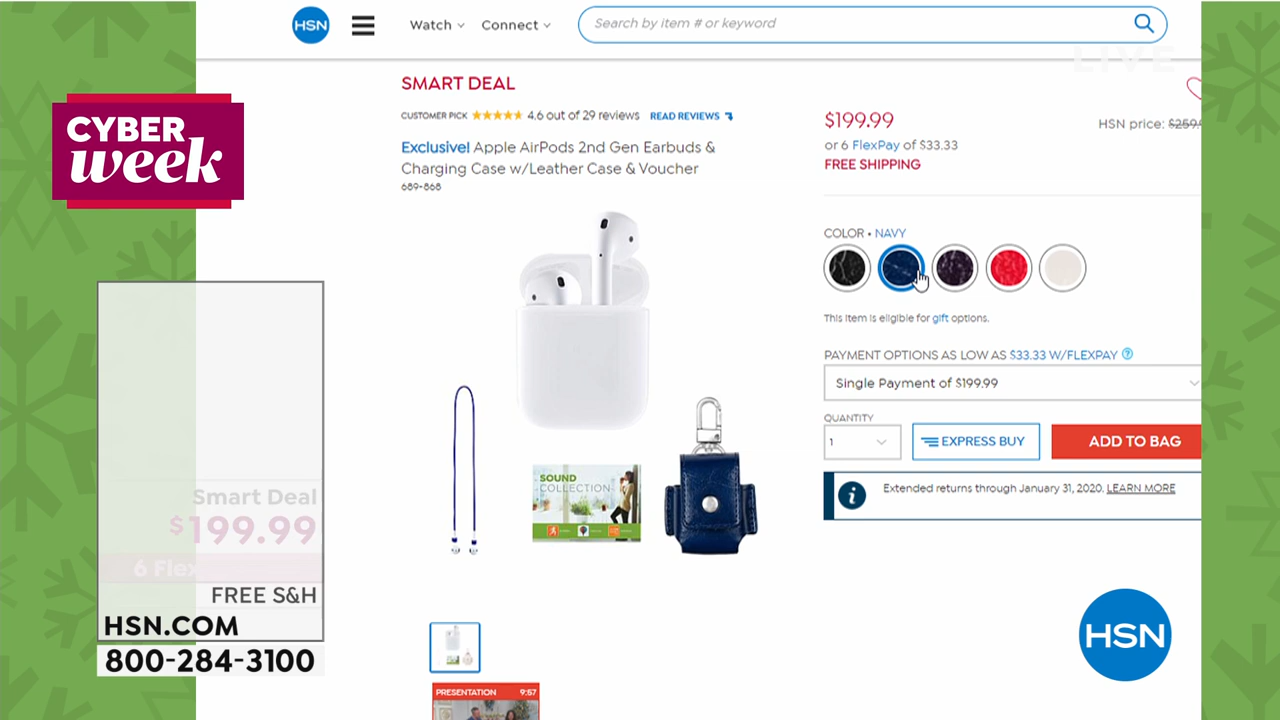 HSN
Watch
Connect
Search by item # or keyword
LIVE
CYBER
week
SMART DEAL
CUSTOMER PICK 4.6 out of 29 reviews READ REVIEWS
Exclusive! Apple AirPods 2nd Gen Earbuds &
Charging Case w/Leather Case & Voucher
689-868
$199.99
HSN price:
or 6 FlexPay of $33.33
FREE SHIPPING
COLOR • NAVY
This item is eligible for gift options.
PAYMENT OPTIONS AS LOW AS $33.33 W/FLEXPAY ?
Single Payment of $199.99
QUANTITY
1
EXPRESS BUY
ADD TO BAG
i
Extended returns through January 31, 2020. LEARN MORE
SOUND
COLLECTION
Smart Deal
$199.99
6 Flex
FREE S&H
HSN.COM
800-284-3100
HSN
PRESENTATION 9:57